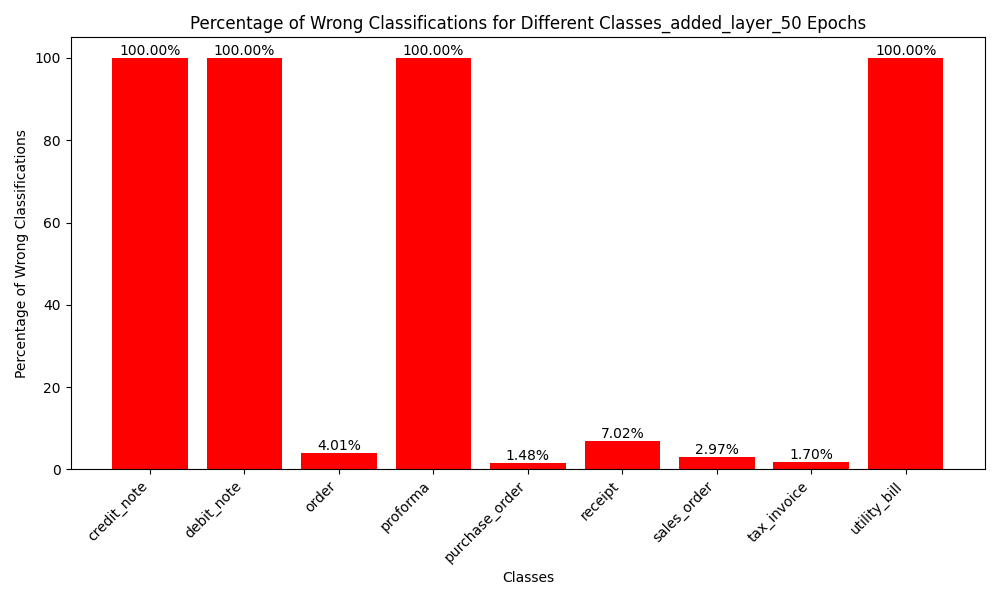 Percentage of Wrong Classifications for Different Classes_added_layer_50 Epochs
Percentage of Wrong Classifications
100
80
60
40
20
0
100.00%
100.00%
4.01%
100.00%
1.48%
7.02%
2.97%
1.70%
100.00%
credit_note
debit_note
order
proforma
purchase_order
receipt
sales_order
tax_invoice
utility_bill
Classes